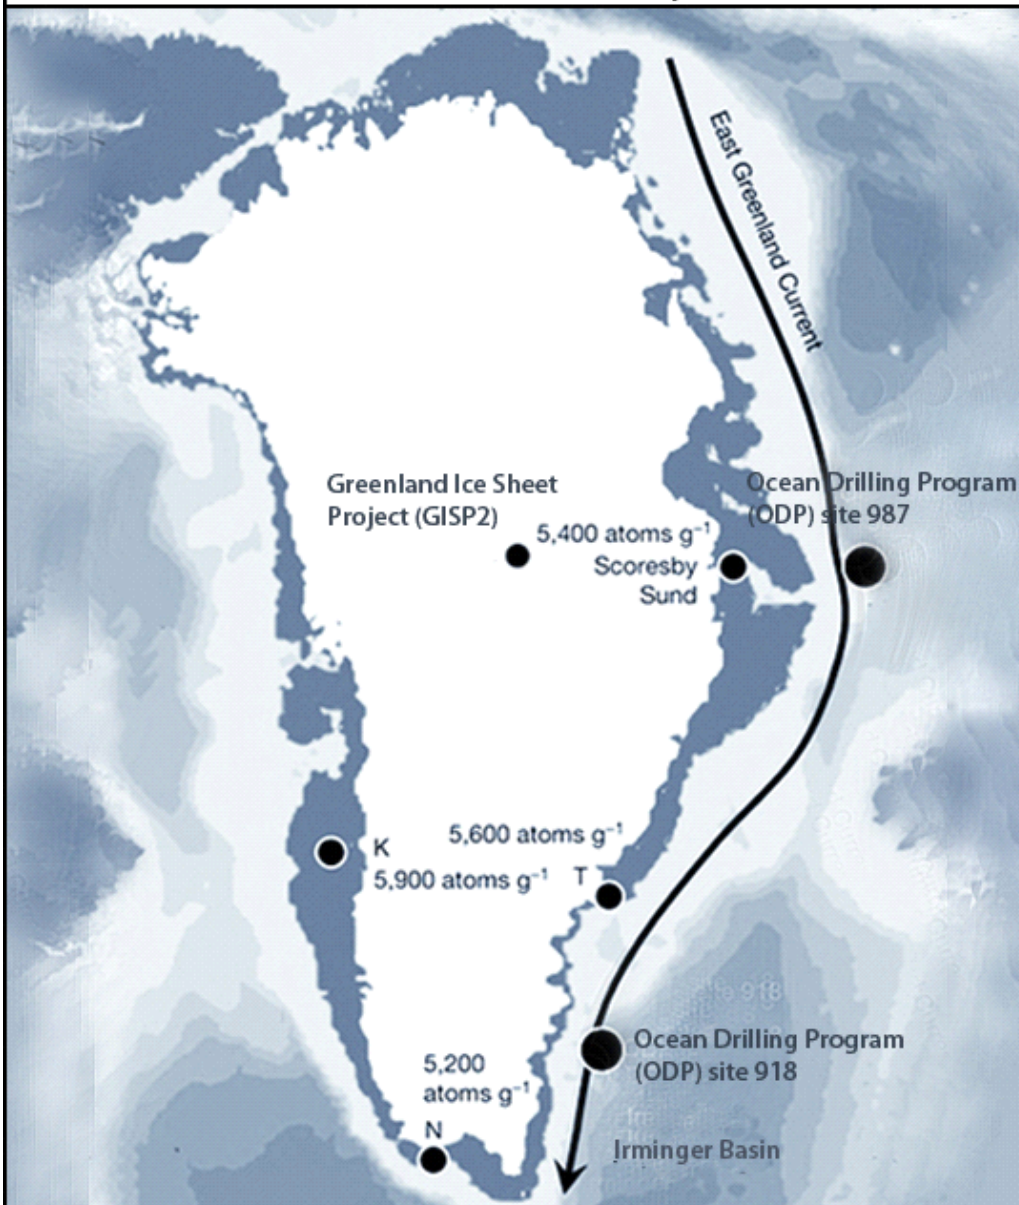 East Greenland Current
Greenland Ice Sheet
Project (GISP2)
Ocean Drilling Program
(ODP) site 987
5,400 atoms g⁻¹
Scoresby
Sund
5,600 atoms g⁻¹
K
5,900 atoms g⁻¹
T
Ocean Drilling Program
(ODP) site 918
5,200
atoms g⁻¹
N
Irminger Basin